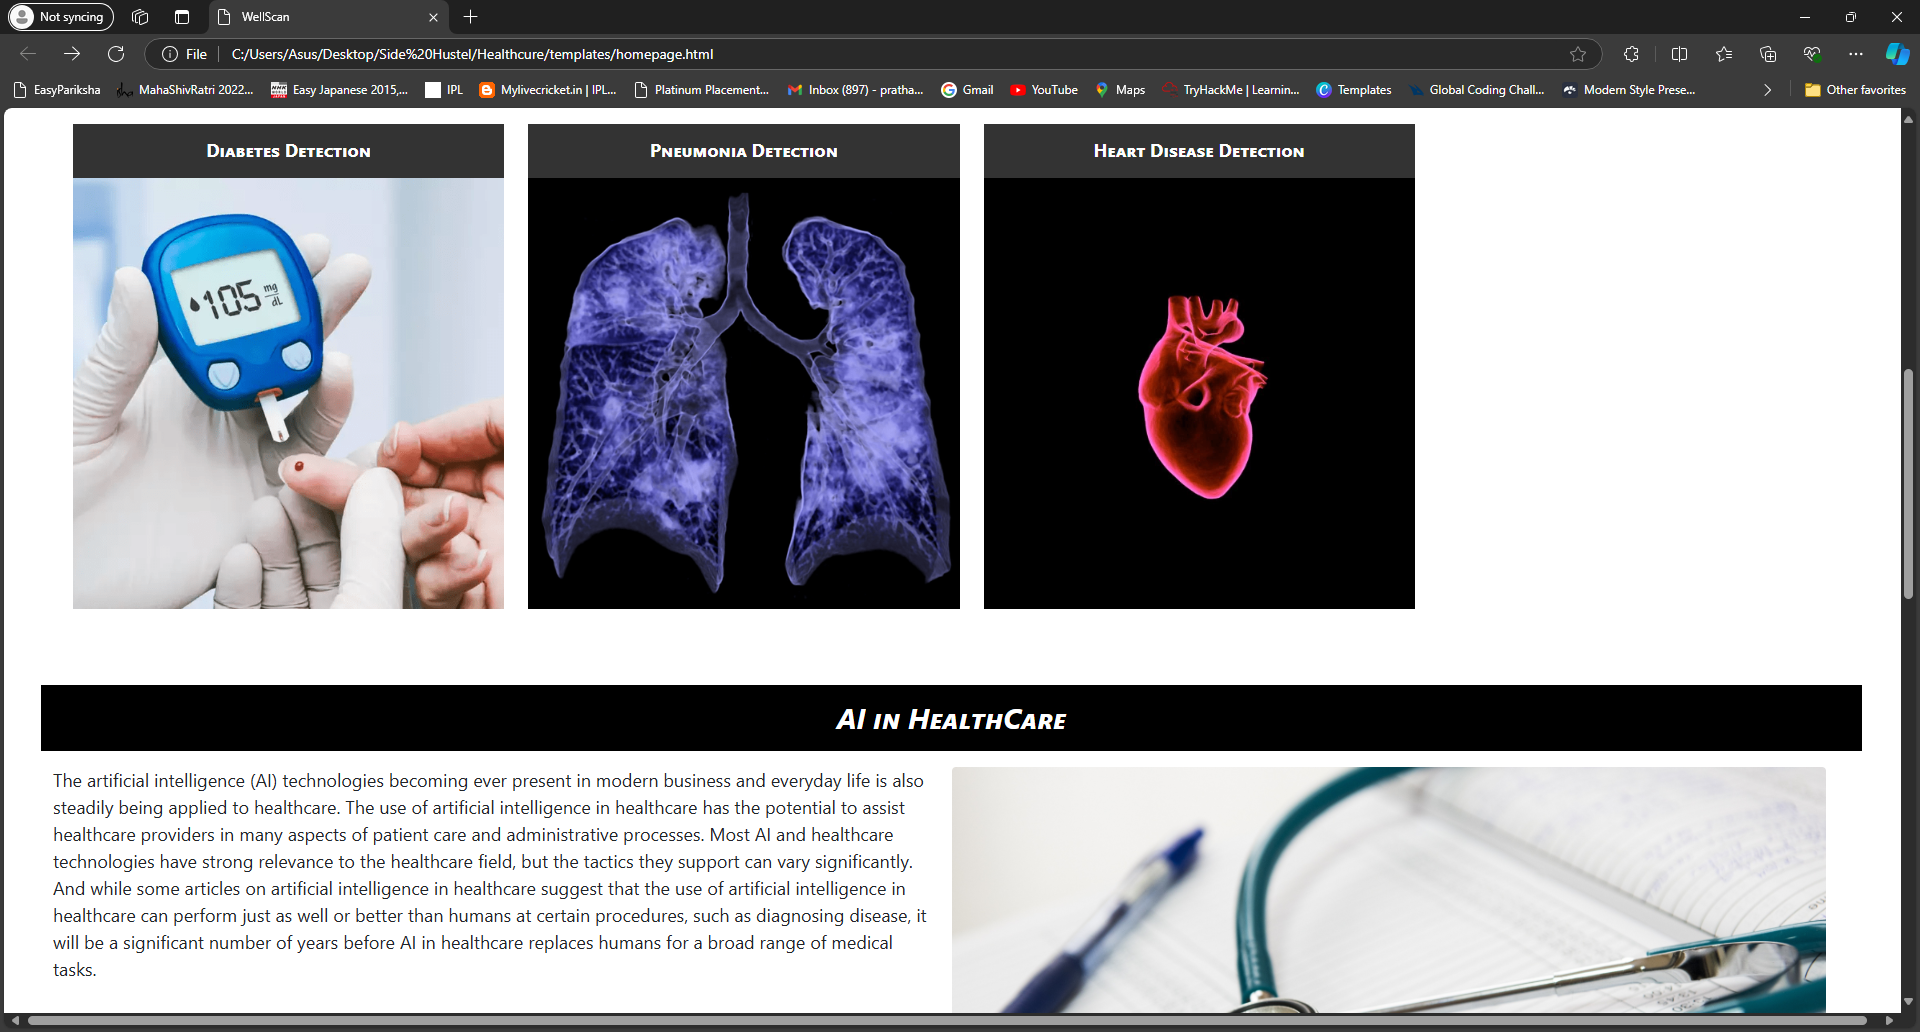 Not syncing
WellScan
File
C:/Users/Asus/Desktop/Side%20Hustel/Healthcure/templates/homepage.html
EasyPariksha
MahaShivRatri 2022...
Easy Japanese 2015,...
IPL
Mylivecricket.in | IPL...
Platinum Placement...
Inbox (897) - pratha...
Gmail
YouTube
Maps
TryHackMe | Learnin...
Templates
Global Coding Chall...
Modern Style Prese...
Other favorites
Diabetes Detection
Pneumonia Detection
Heart Disease Detection
105 mg/dL
AI in HealthCare
The artificial intelligence (AI) technologies becoming ever present in modern business and everyday life is also
steadily being applied to healthcare. The use of artificial intelligence in healthcare has the potential to assist
healthcare providers in many aspects of patient care and administrative processes. Most AI and healthcare
technologies have strong relevance to the healthcare field, but the tactics they support can vary significantly.
And while some articles on artificial intelligence in healthcare suggest that the use of artificial intelligence in
healthcare can perform just as well or better than humans at certain procedures, such as diagnosing disease, it
will be a significant number of years before AI in healthcare replaces humans for a broad range of medical
tasks.